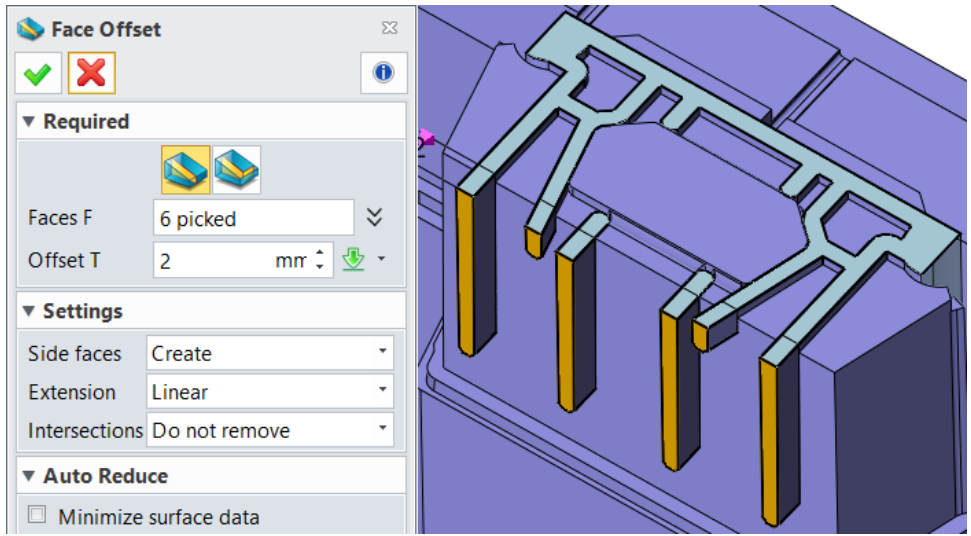 Face Offset
Required
Faces F 6 picked
Offset T 2 mm
Settings
Side faces Create
Extension Linear
Intersections Do not remove
Auto Reduce
Minimize surface data